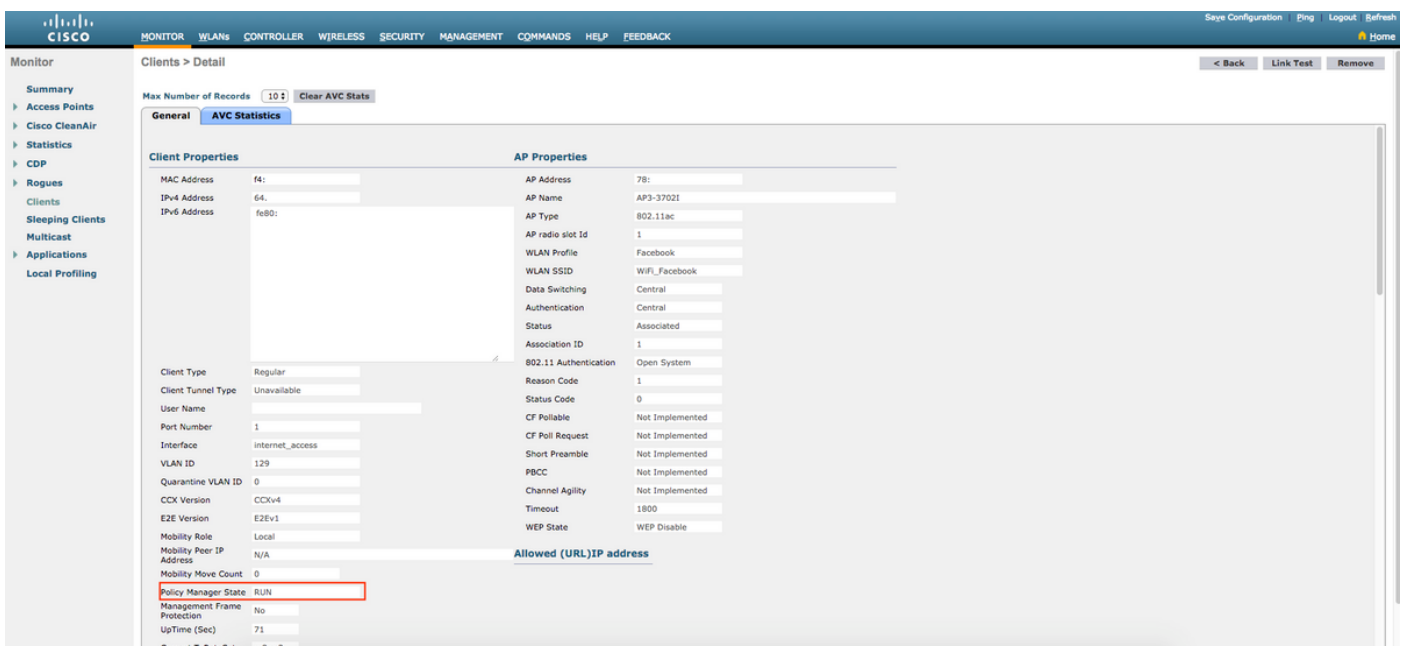 Save Configuration | Ping | Logout | Refresh
CISCO MONITOR WLANs CONTROLLER WIRELESS SECURITY MANAGEMENT COMMANDS HELP FEEDBACK Home
Monitor
Summary
Access Points
Cisco CleanAir
Statistics
CDP
Rogues
Clients
Sleeping Clients
Multicast
Applications
Local Profiling
Clients > Detail
< Back Link Test Remove
Max Number of Records 10 Clear AVC Stats
General AVC Statistics
Client Properties
MAC Address f4:
IPv4 Address 64.
IPv6 Address fe80:
Client Type Regular
Client Tunnel Type Unavailable
User Name
Port Number 1
Interface internet_access
VLAN ID 129
Quarantine VLAN ID 0
CCX Version CCXv4
E2E Version E2Ev1
Mobility Role Local
Mobility Peer IP
Address N/A
Mobility Move Count 0
Policy Manager State RUN
Management Frame
Protection No
UpTime (Sec) 71
AP Properties
AP Address 78:
AP Name AP3-3702I
AP Type 802.11ac
AP radio slot Id 1
WLAN Profile Facebook
WLAN SSID WiFi_Facebook
Data Switching Central
Authentication Central
Status Associated
Association ID 1
802.11 Authentication Open System
Reason Code 1
Status Code 0
CF Pollable Not Implemented
CF Poll Request Not Implemented
Short Preamble Not Implemented
PBCC Not Implemented
Channel Agility Not Implemented
Timeout 1800
WEP State WEP Disable
Allowed (URL)IP address